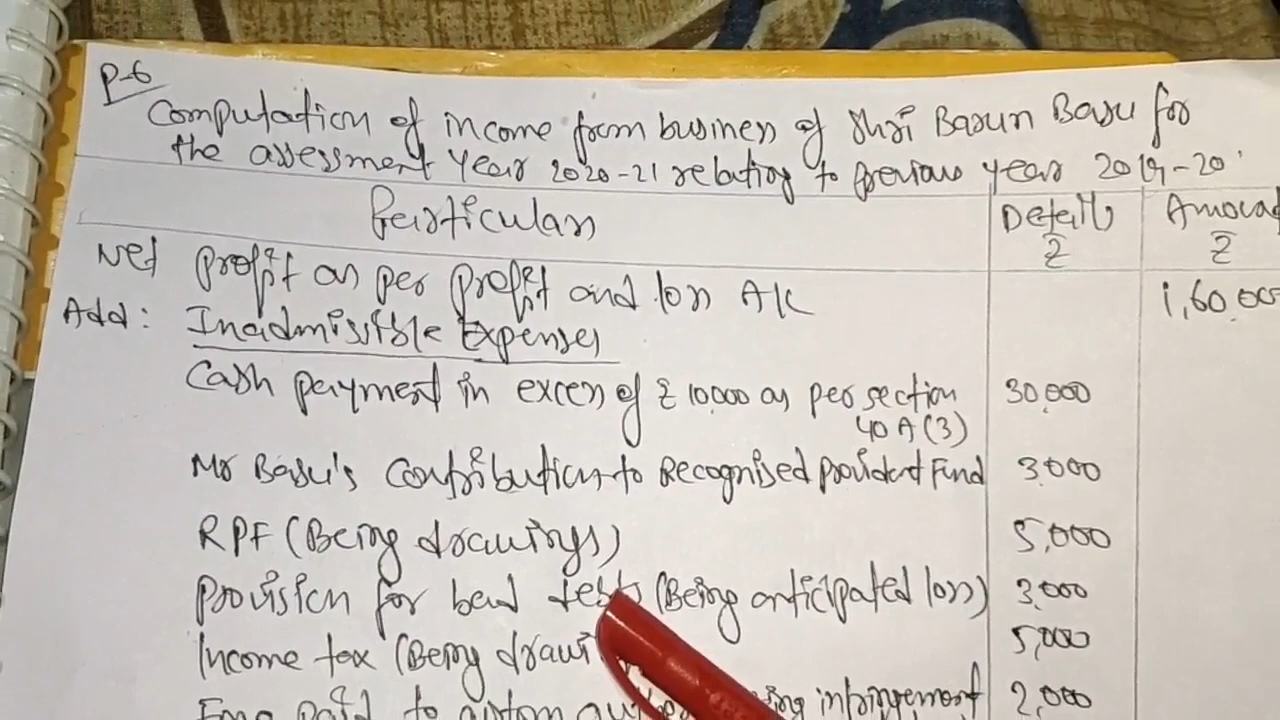 P-6
Computation of income from business of Shri Barun Basu for
the assessment year 2020-21 relating to previous year 2019-20
Particulars Details ₹ Amount ₹
Net profit as per profit and loss A/c 1,60,000
Add: Inadmissible Expenses
Cash payment in excess of ₹ 10,000 as per section 30,000
40A(3)
Mr Basu's Contribution to Recognised Provident Fund 3,000
RPF (Being drawings) 5,000
Provision for bad (Being anticipated loss) 3,000
Income tax (Being 5,000
paid to infringement 2,000